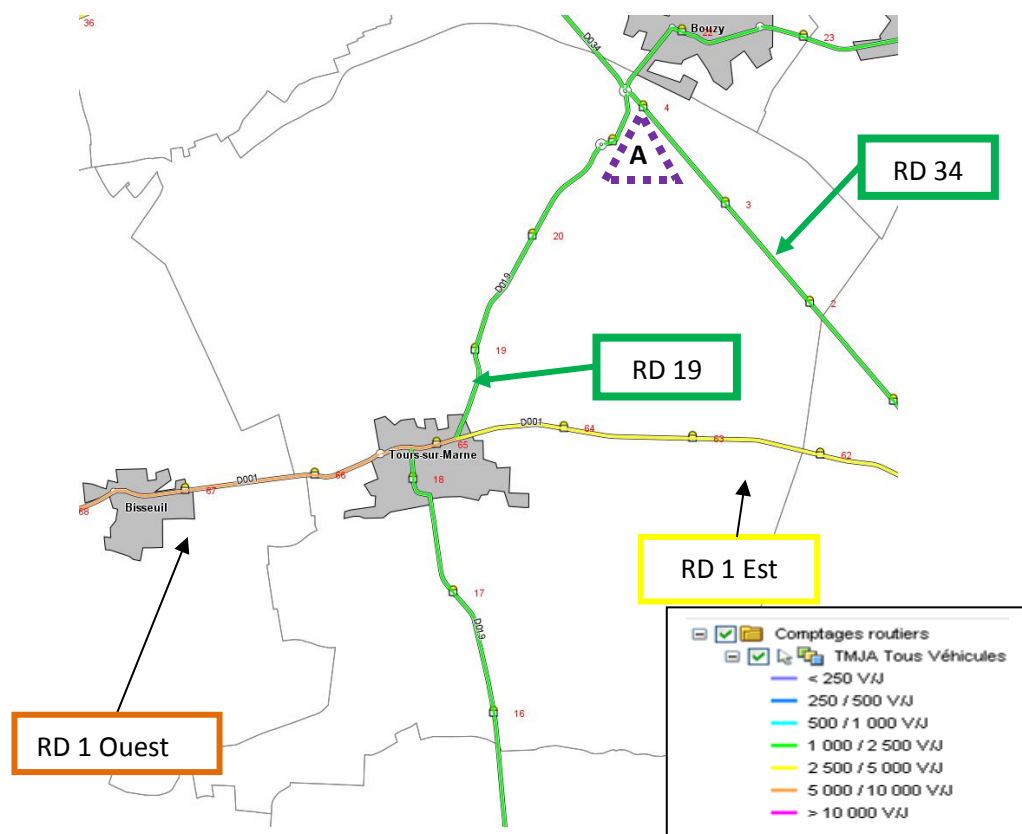 36
Bouzy
22
23
D034
4
A
RD 34
3
20
D019
2
19
RD 19
D001
64
63
62
65
Tours-sur-Marne
66
D001
18
67
Bisseuil
68
RD 1 Est
17
D019
16
RD 1 Ouest
Comptages routiers
TMJA Tous Véhicules
< 250 V/J
250 / 500 V/J
500 / 1 000 V/J
1 000 / 2 500 V/J
2 500 / 5 000 V/J
5 000 / 10 000 V/J
> 10 000 V/J